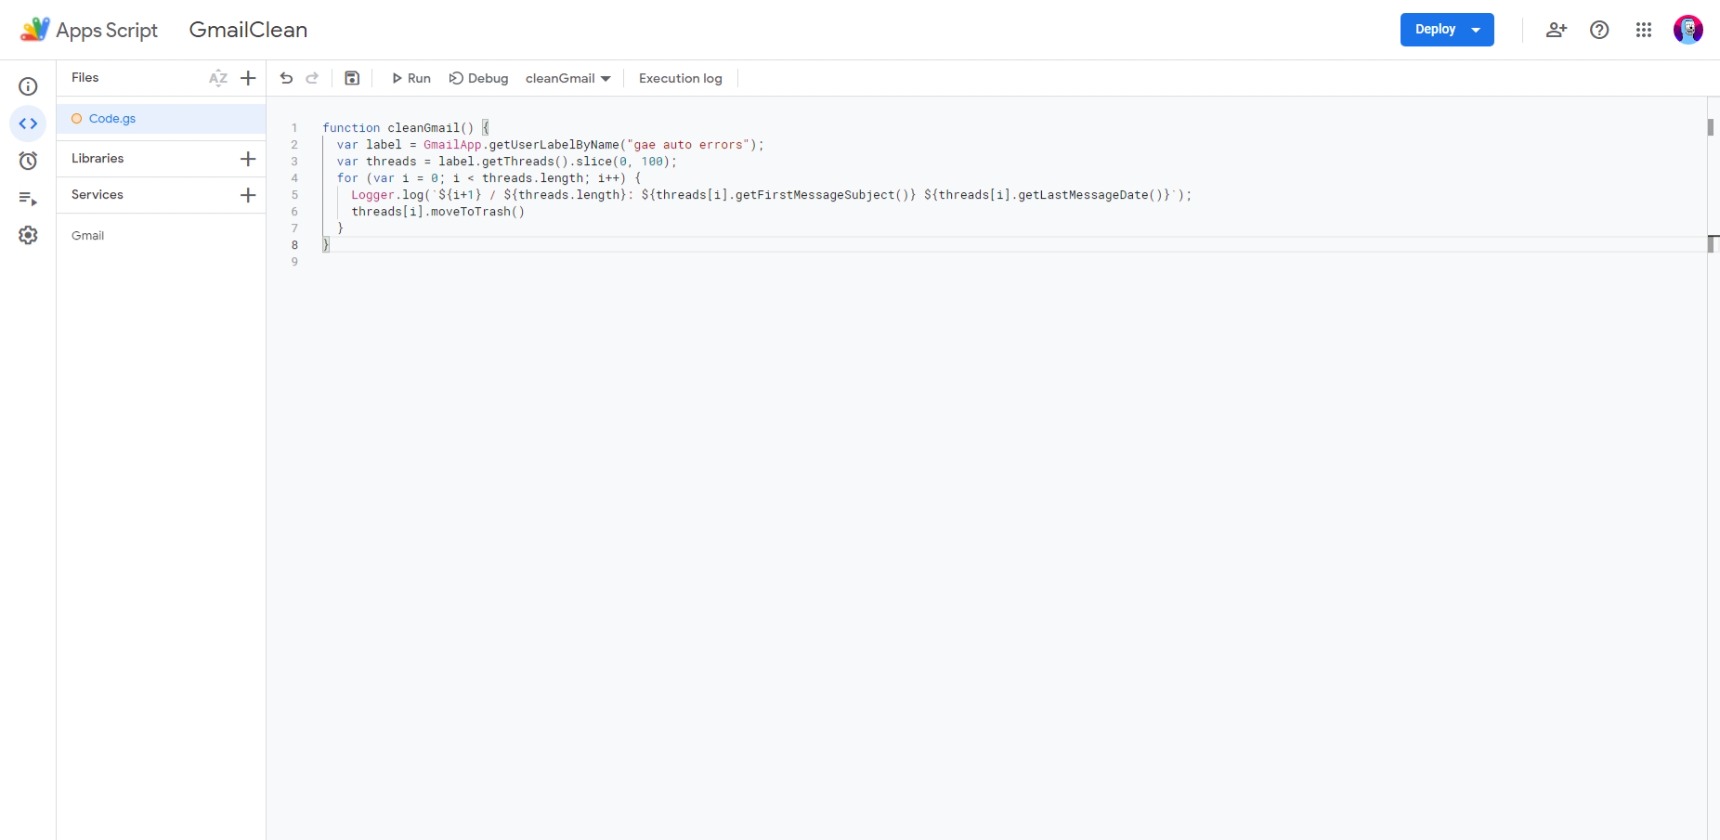 Apps Script GmailClean Deploy
Files AZ Run Debug cleanGmail Execution log
Code.gs
Libraries
Services
Gmail
1 function cleanGmail() {
2 var label = GmailApp.getUserLabelByName("gae auto errors");
3 var threads = label.getThreads().slice(0, 100);
4 for (var i = 0; i < threads.length; i++) {
5 Logger.log(`${i+1} / ${threads.length}: ${threads[i].getFirstMessageSubject()} ${threads[i].getLastMessageDate()}`);
6 threads[i].moveToTrash()
7 }
8 }
9